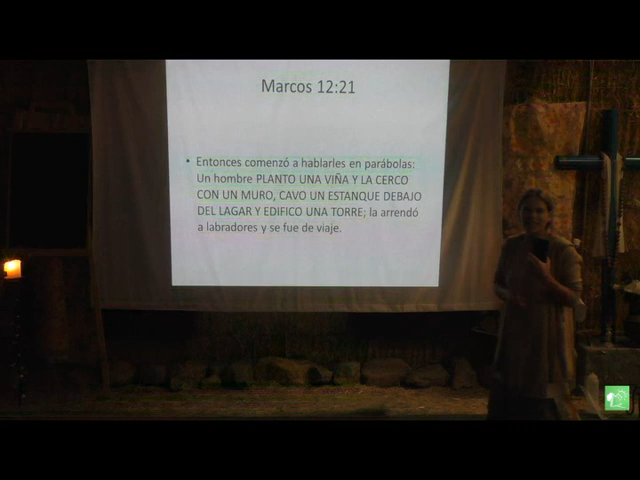 Marcos 12:21
• Entonces comenzó a hablarles en parábolas:
Un hombre PLANTO UNA VIÑA Y LA CERCO
CON UN MURO, CAVO UN ESTANQUE DEBAJO
DEL LAGAR Y EDIFICO UNA TORRE; la arrendó
a labradores y se fue de viaje.